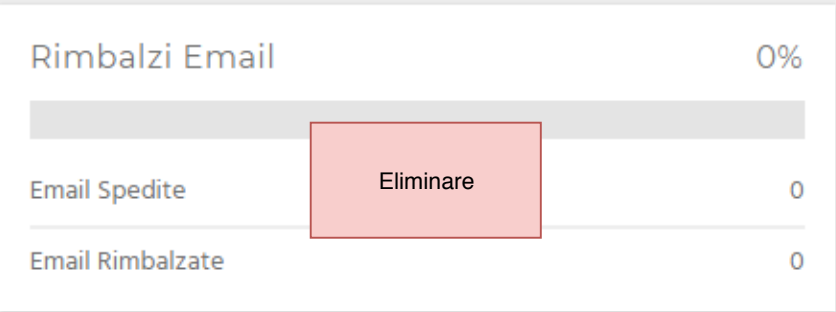 Rimbalzi Email 0%
Eliminare
Email Spedite 0
Email Rimbalzate 0